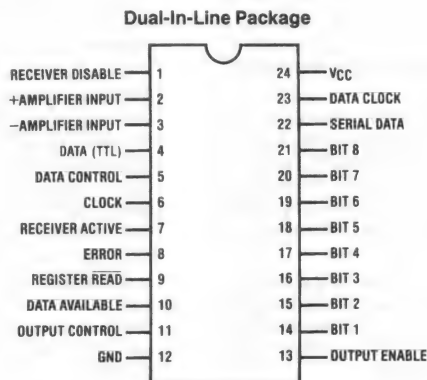 Dual-In-Line Package
RECEIVER DISABLE 1 24 VCC
+AMPLIFIER INPUT 2 23 DATA CLOCK
−AMPLIFIER INPUT 3 22 SERIAL DATA
DATA (TTL) 4 21 BIT 8
DATA CONTROL 5 20 BIT 7
CLOCK 6 19 BIT 6
RECEIVER ACTIVE 7 18 BIT 5
ERROR 8 17 BIT 4
REGISTER READ 9 16 BIT 3
DATA AVAILABLE 10 15 BIT 2
OUTPUT CONTROL 11 14 BIT 1
GND 12 13 OUTPUT ENABLE